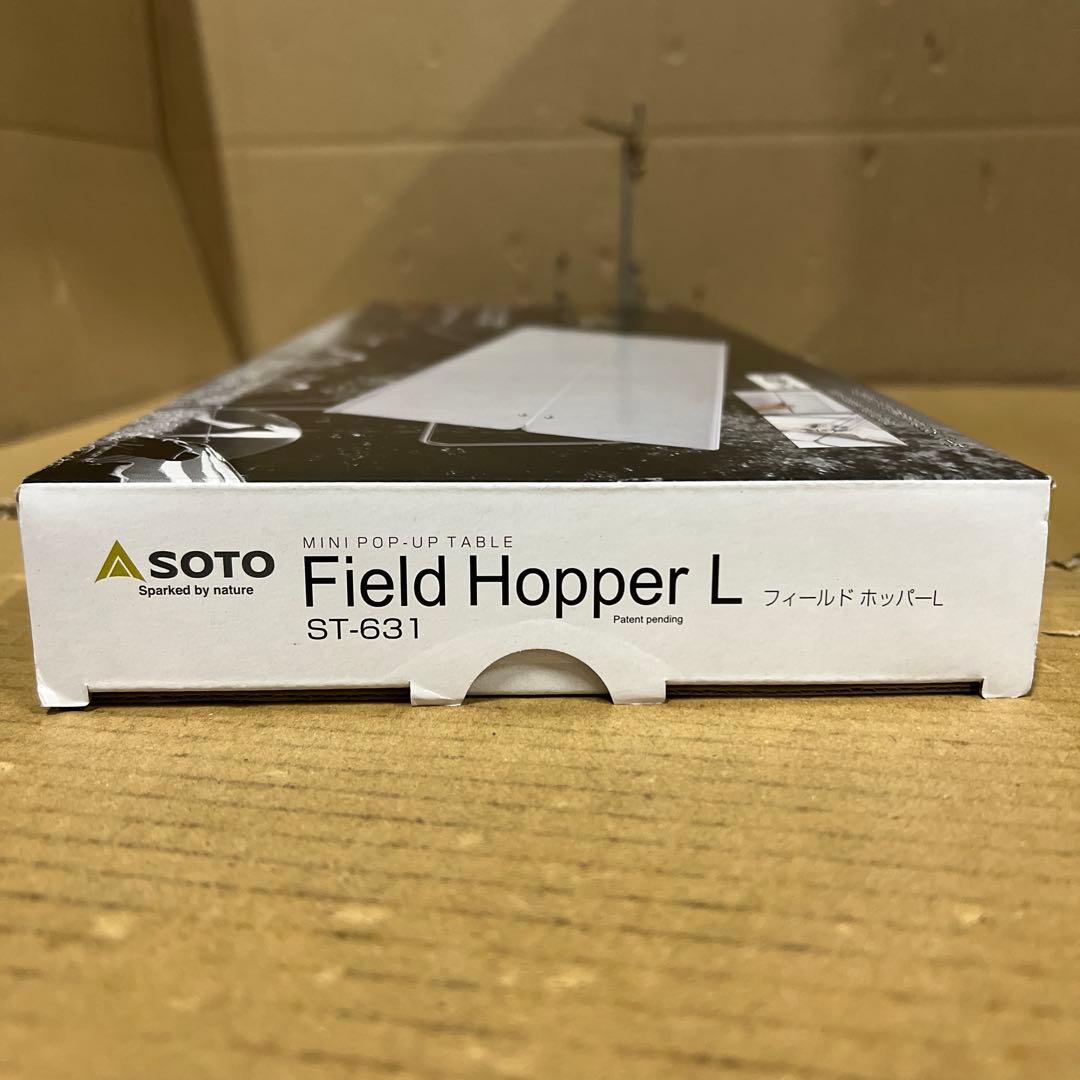 SOTO
Sparked by nature
MINI POP-UP TABLE
Field Hopper L フィールド ホッパーL
Patent pending
ST-631